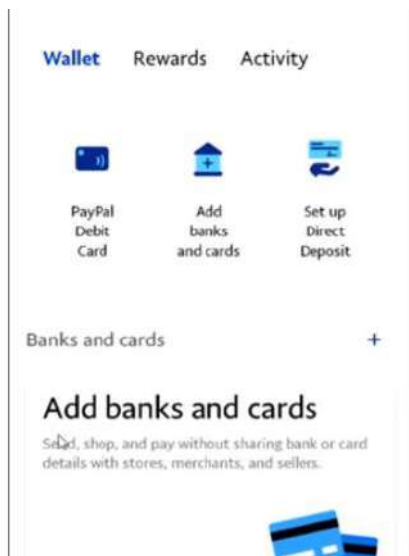 Wallet Rewards Activity
PayPal Add Set up
Debit banks Direct
Card and cards Deposit
Banks and cards +
Add banks and cards
Send, shop, and pay without sharing bank or card
details with stores, merchants, and sellers.